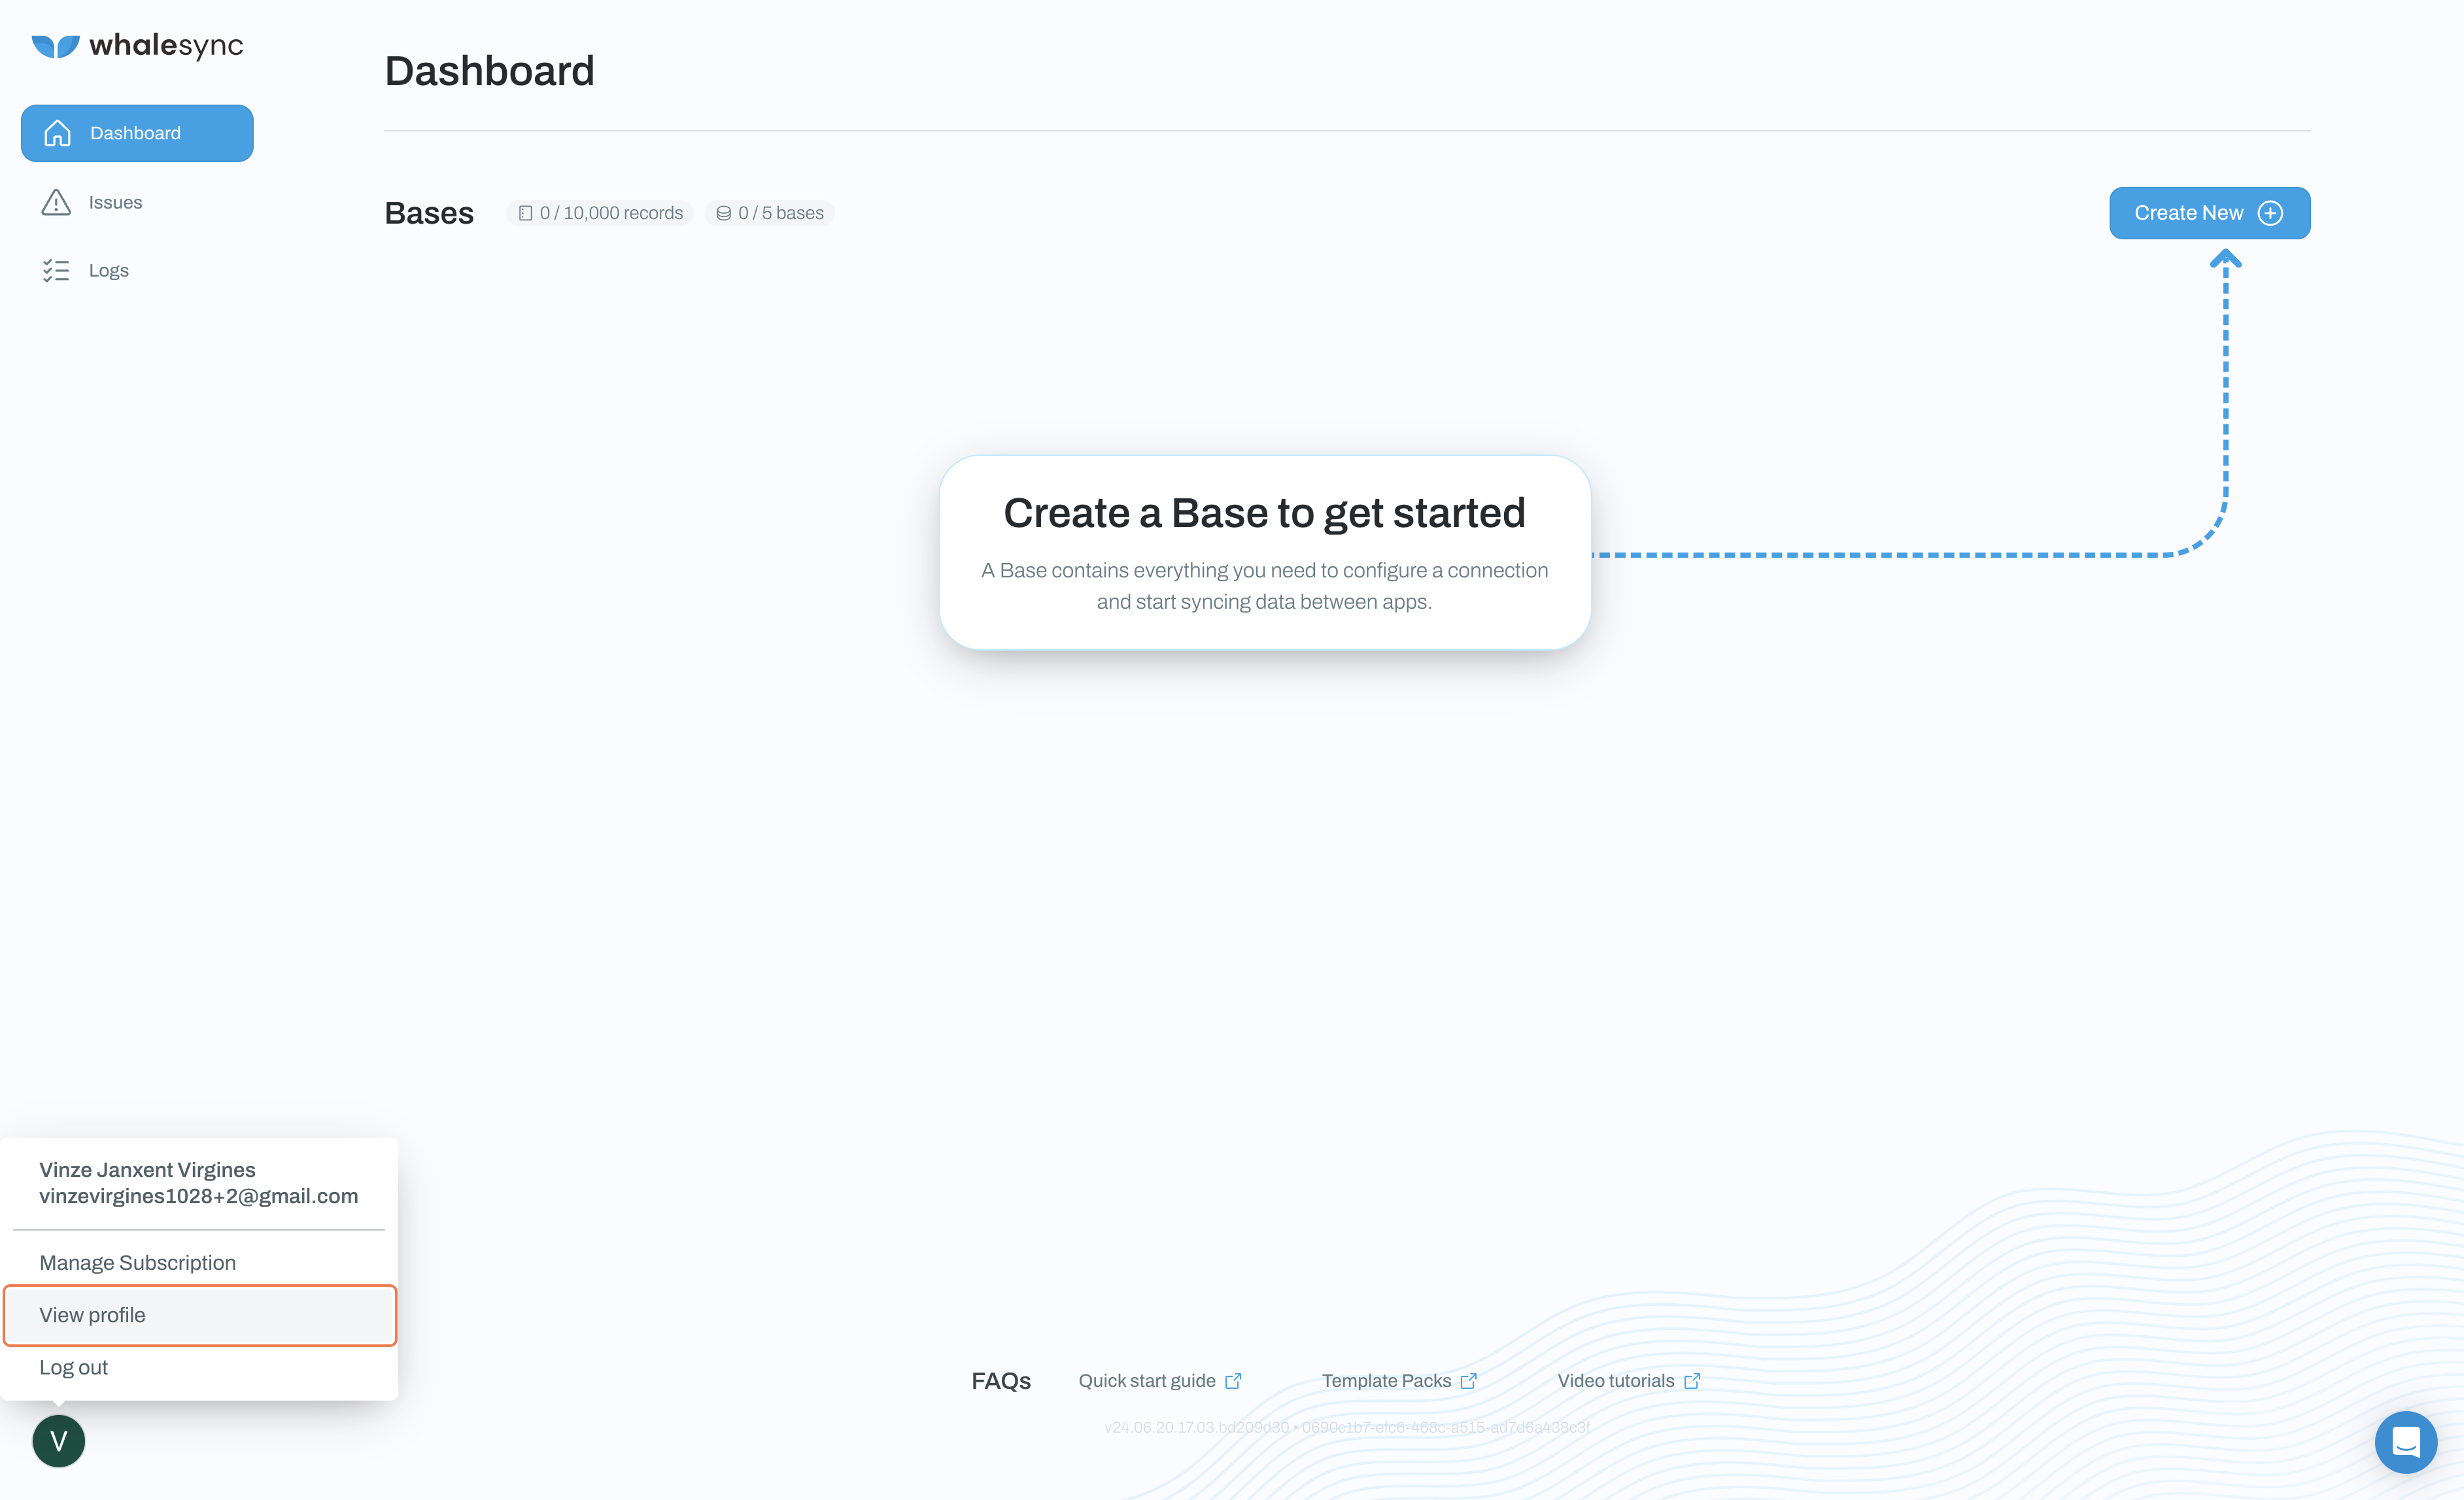 whalesync
Dashboard
Issues
Logs
Dashboard
Bases
0 / 10,000 records
0 / 5 bases
Create New
Create a Base to get started
A Base contains everything you need to configure a connection
and start syncing data between apps.
Vinze Janxent Virgines
vinzevirgines1028+2@gmail.com
Manage Subscription
View profile
Log out
V
FAQs
Quick start guide
Template Packs
Video tutorials
v24.06.20.17.03.bd209d30 • 0690c1b7-efc6-468c-a515-ad7d6a438c3f